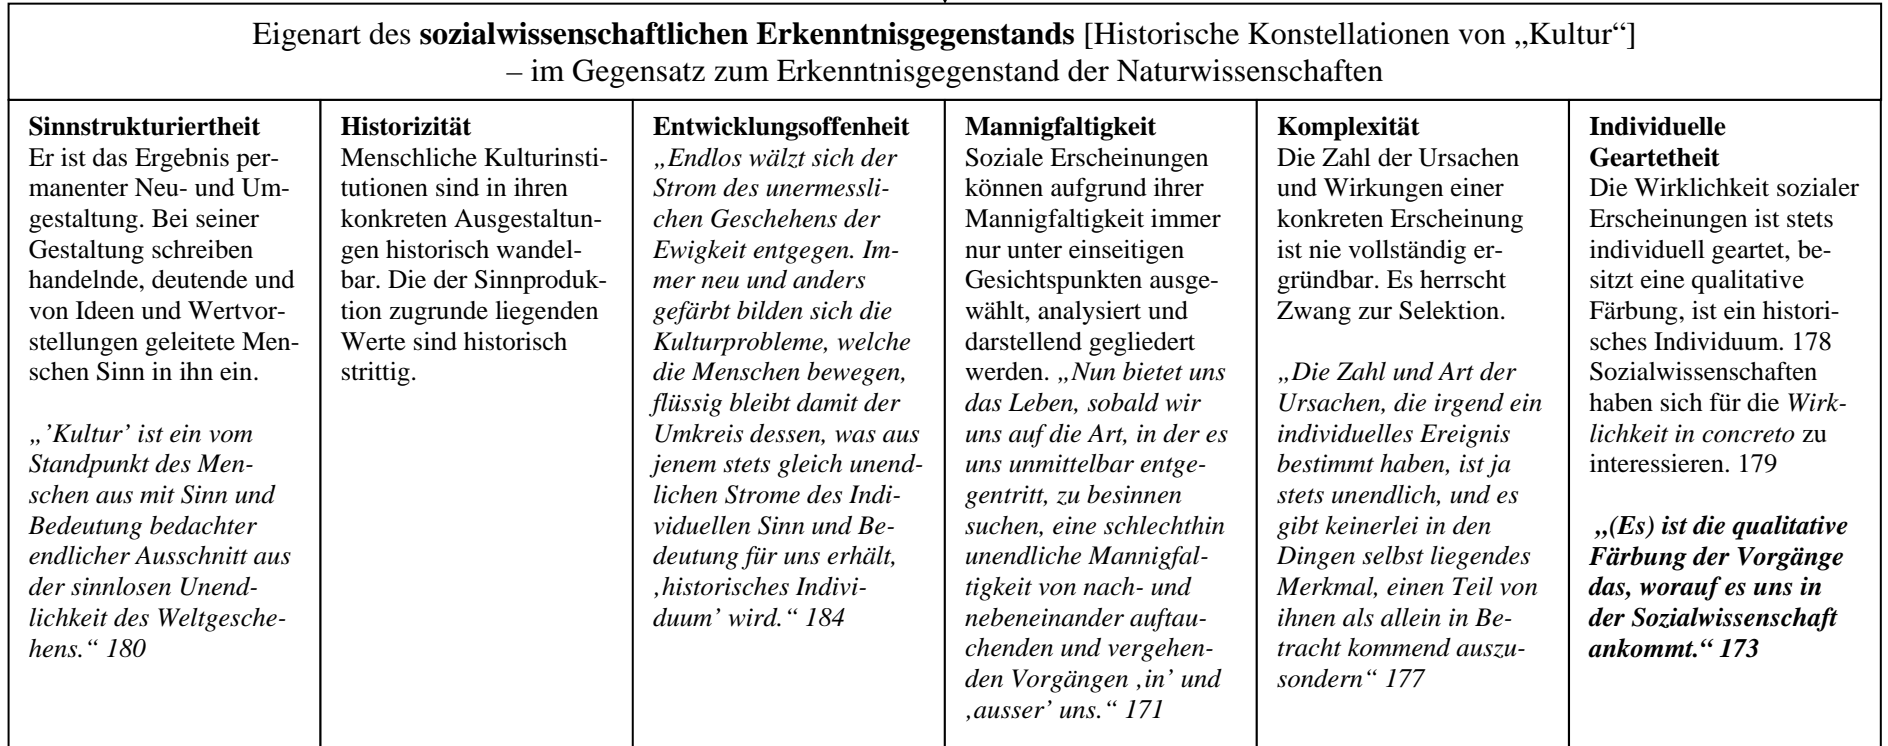 Eigenart des sozialwissenschaftlichen Erkenntnisgegenstands [Historische Konstellationen von „Kultur“]
– im Gegensatz zum Erkenntnisgegenstand der Naturwissenschaften
Sinnstrukturiertheit
Er ist das Ergebnis per-
manenter Neu- und Um-
gestaltung. Bei seiner
Gestaltung schreiben
handelnde, deutende und
von Ideen und Wertvor-
stellungen geleitete Men-
schen Sinn in ihn ein.
„’Kultur’ ist ein vom
Standpunkt des Men-
schen aus mit Sinn und
Bedeutung bedachter
endlicher Ausschnitt aus
der sinnlosen Unend-
lichkeit des Weltgesche-
hens.“ 180
Historizität
Menschliche Kulturinsti-
tutionen sind in ihren
konkreten Ausgestaltun-
gen historisch wandel-
bar. Die der Sinnproduk-
tion zugrunde liegenden
Werte sind historisch
strittig.
Entwicklungsoffenheit
„Endlos wälzt sich der
Strom des unermessli-
chen Geschehens der
Ewigkeit entgegen. Im-
mer neu und anders
gefärbt bilden sich die
Kulturprobleme, welche
die Menschen bewegen,
flüssig bleibt damit der
Umkreis dessen, was aus
jenem stets gleich unend-
lichen Strome des Indi-
viduellen Sinn und Be-
deutung für uns erhält,
‚historisches Indivi-
duum’ wird.“ 184
Mannigfaltigkeit
Soziale Erscheinungen
können aufgrund ihrer
Mannigfaltigkeit immer
nur unter einseitigen
Gesichtspunkten ausge-
wählt, analysiert und
darstellend gegliedert
werden. „Nun bietet uns
das Leben, sobald wir
uns auf die Art, in der es
uns unmittelbar entge-
gentritt, zu besinnen
suchen, eine schlechthin
unendliche Mannigfal-
tigkeit von nach- und
nebeneinander auftau-
chenden und vergehen-
den Vorgängen ‚in’ und
‚ausser’ uns.“ 171
Komplexität
Die Zahl der Ursachen
und Wirkungen einer
konkreten Erscheinung
ist nie vollständig er-
gründbar. Es herrscht
Zwang zur Selektion.
„Die Zahl und Art der
Ursachen, die irgend ein
individuelles Ereignis
bestimmt haben, ist ja
stets unendlich, und es
gibt keinerlei in den
Dingen selbst liegendes
Merkmal, einen Teil von
ihnen als allein in Be-
tracht kommend auszu-
sondern“ 177
Individuelle
Geartetheit
Die Wirklichkeit sozialer
Erscheinungen ist stets
individuell geartet, be-
sitzt eine qualitative
Färbung, ist ein histori-
sches Individuum. 178
Sozialwissenschaften
haben sich für die Wirk-
lichkeit in concreto zu
interessieren. 179
„(Es) ist die qualitative
Färbung der Vorgänge
das, worauf es uns in
der Sozialwissenschaft
ankommt.“ 173